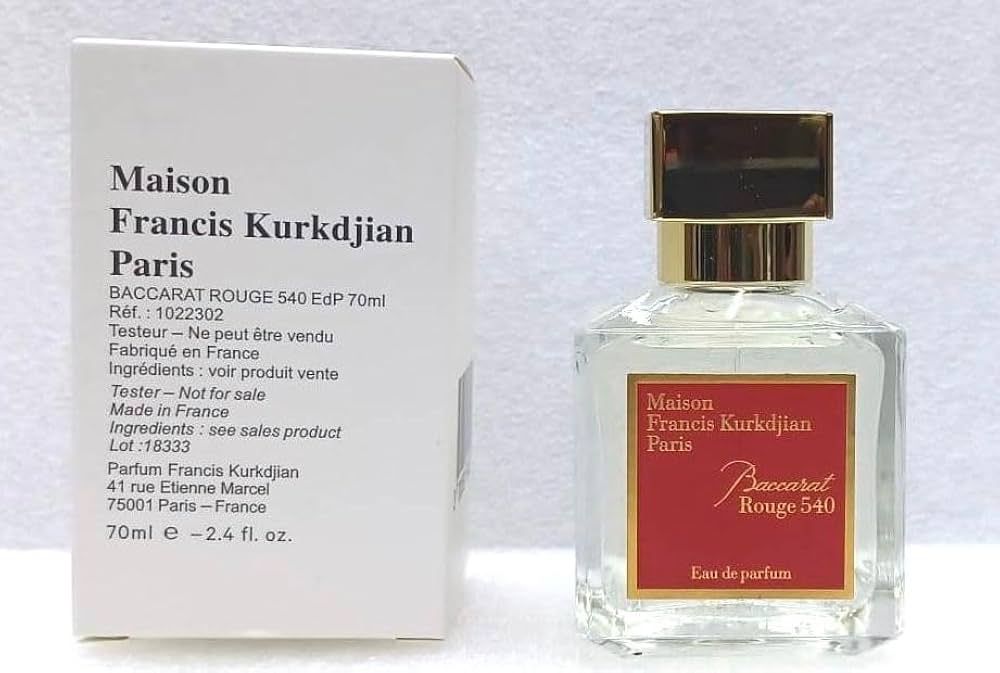 Maison
Francis Kurkdjian
Paris
BACCARAT ROUGE 540 EdP 70ml
Réf. : 1022302
Testeur – Ne peut être vendu
Fabriqué en France
Ingrédients : voir produit vente
Tester – Not for sale
Made in France
Ingredients : see sales product
Lot :18333
Parfum Francis Kurkdjian
41 rue Etienne Marcel
75001 Paris – France
70ml e – 2.4 fl. oz.
Maison
Francis Kurkdjian
Paris
Baccarat
Rouge 540
Eau de parfum